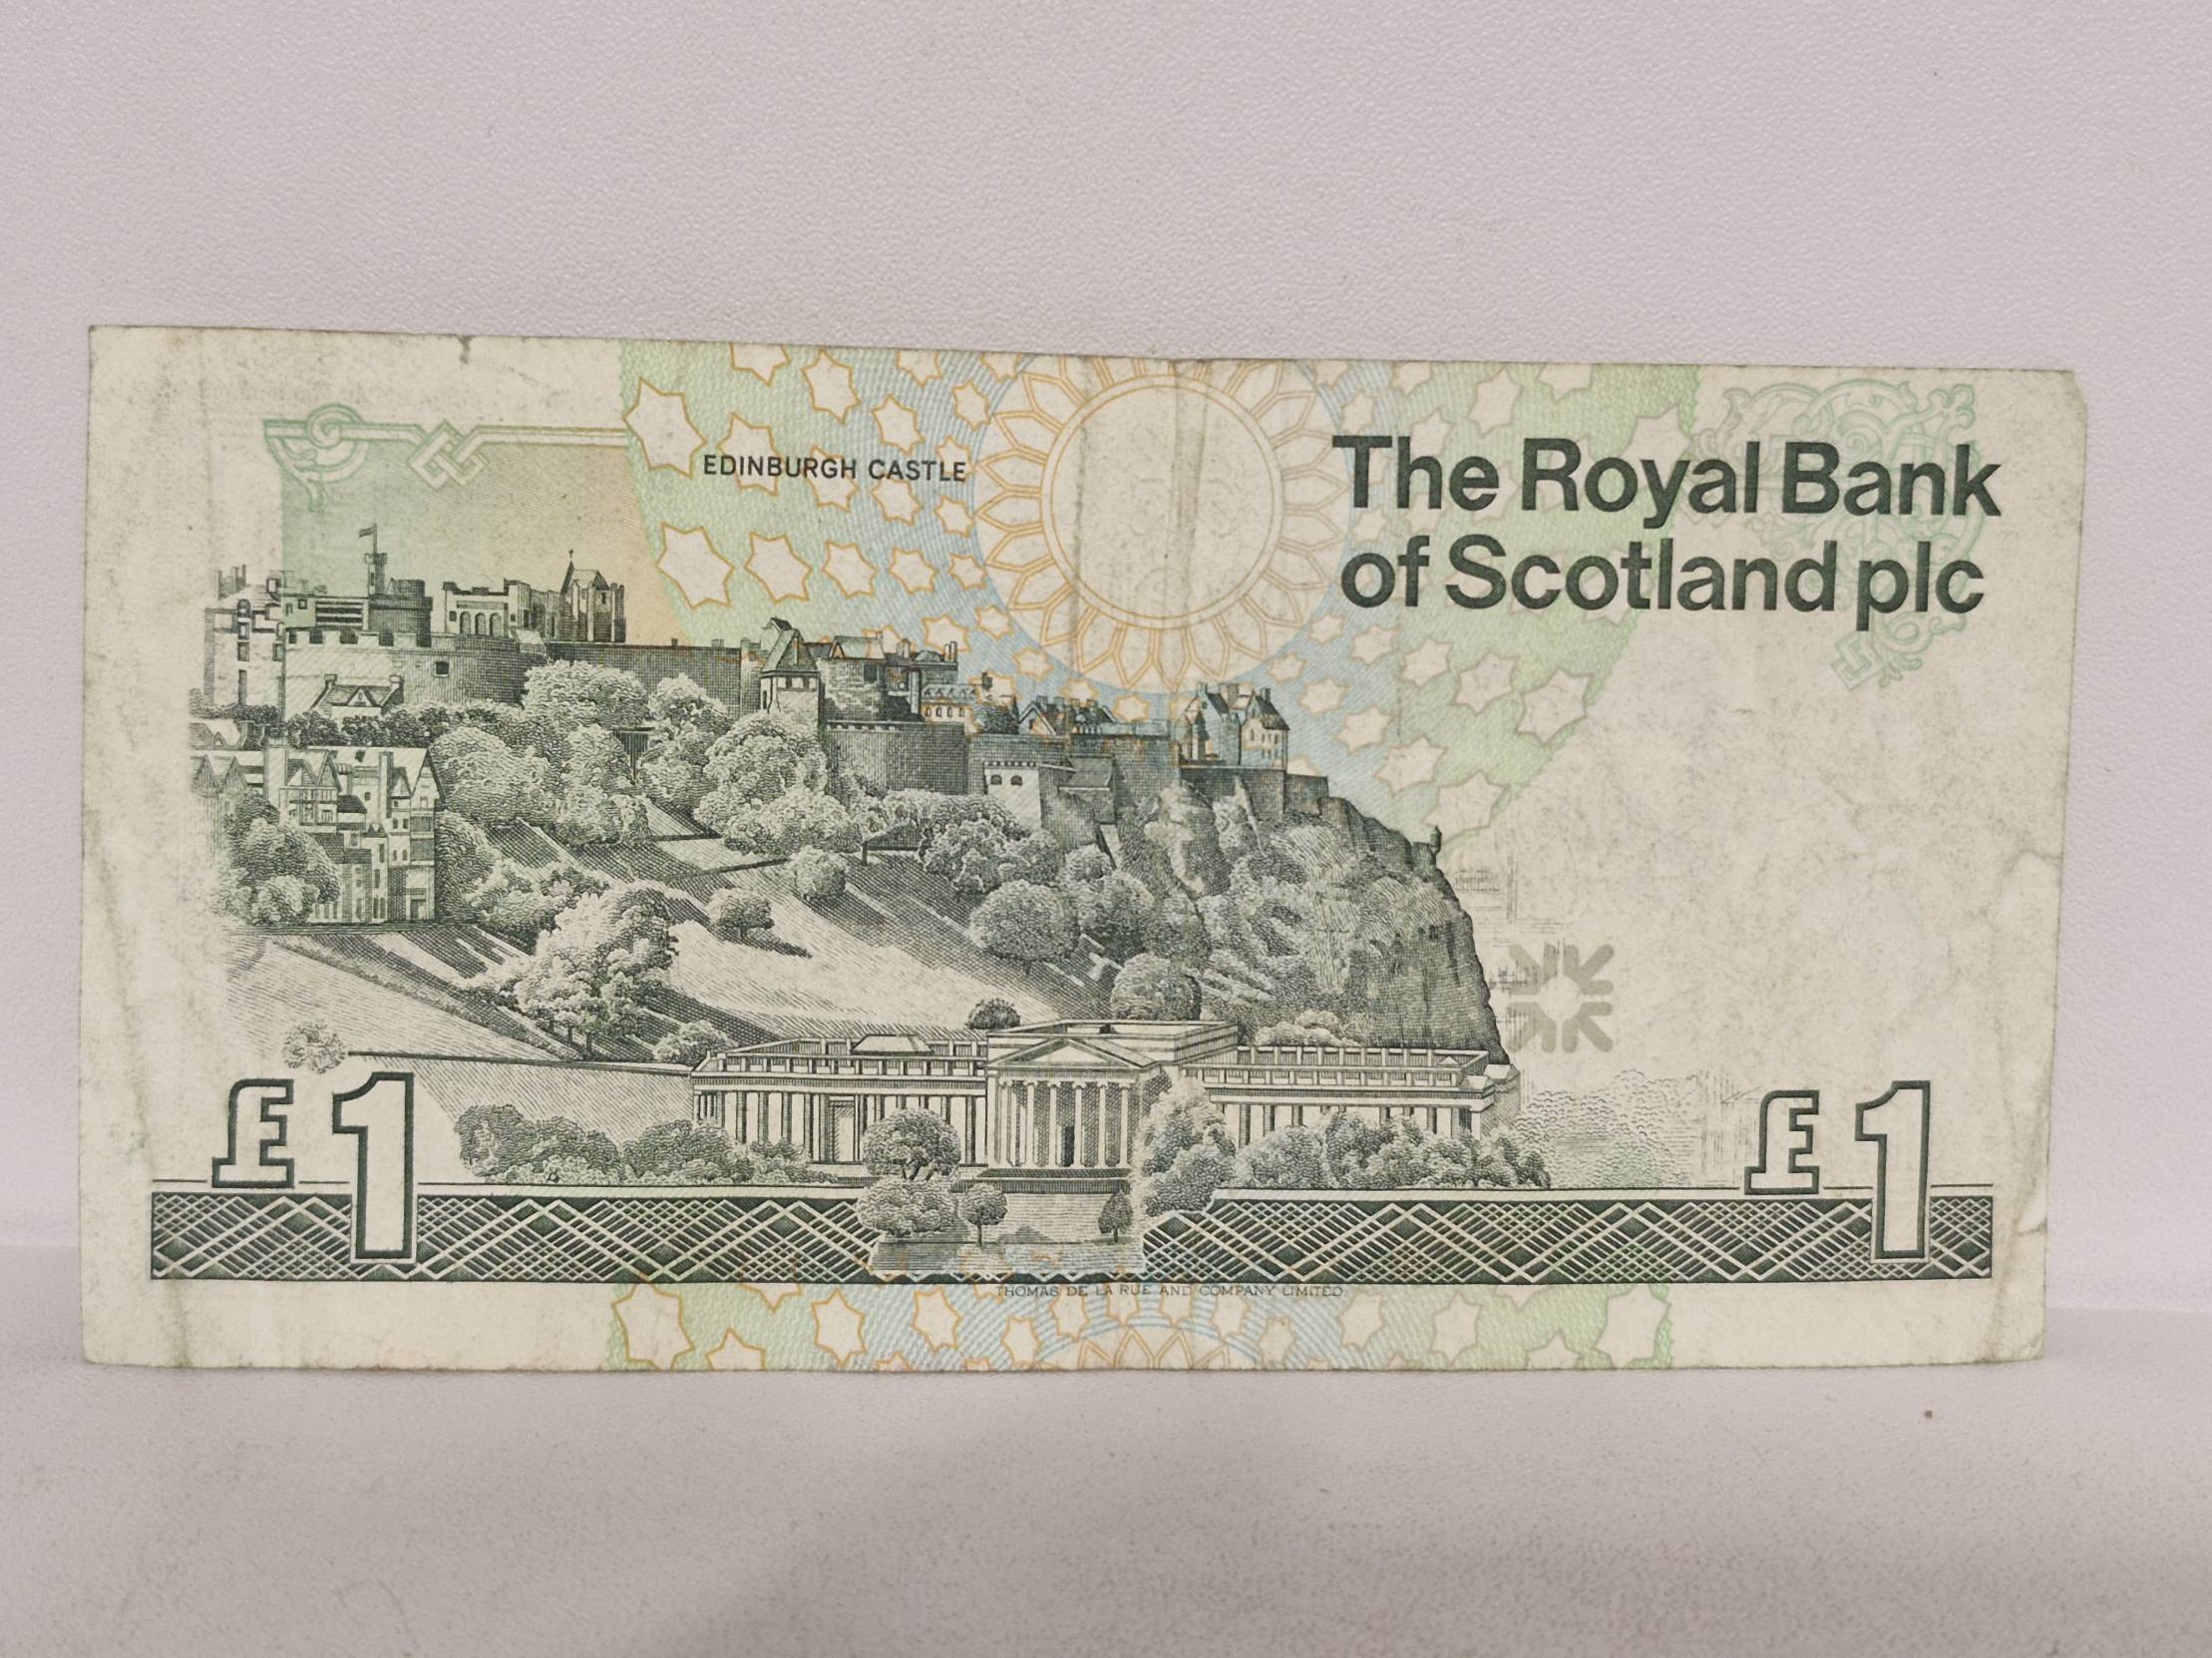 EDINBURGH CASTLE
The Royal Bank
of Scotland plc
£1
£1
THOMAS DE LA RUE AND COMPANY LIMITED